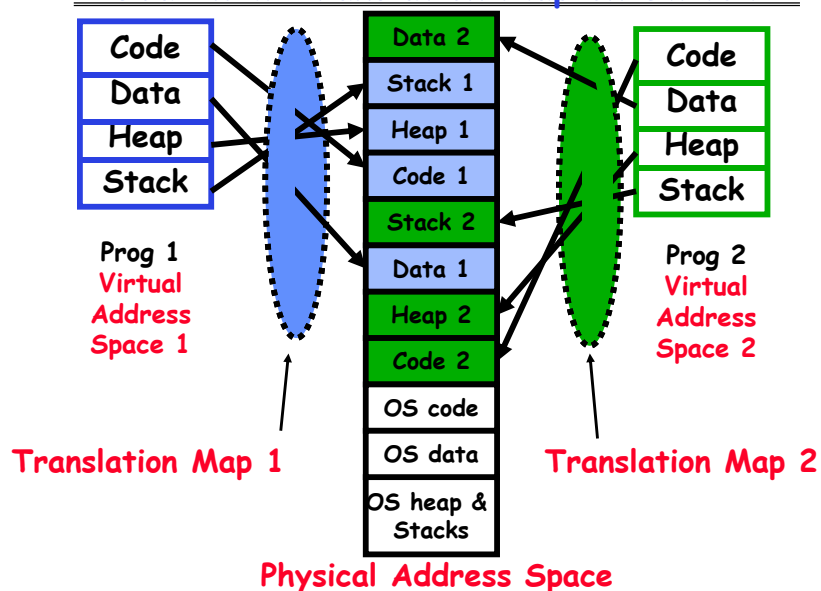 Code
Data
Heap
Stack
Prog 1
Virtual
Address
Space 1
Translation Map 1
Data 2
Stack 1
Heap 1
Code 1
Stack 2
Data 1
Heap 2
Code 2
OS code
OS data
OS heap &
Stacks
Physical Address Space
Code
Data
Heap
Stack
Prog 2
Virtual
Address
Space 2
Translation Map 2